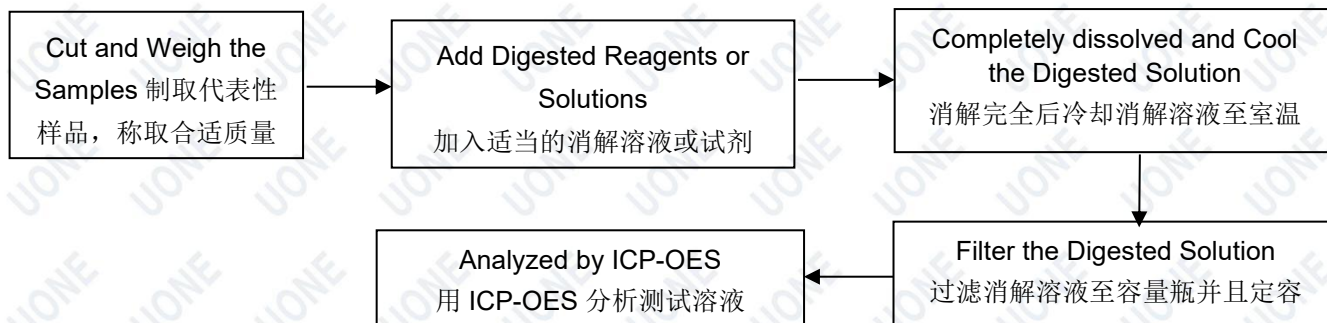 Cut and Weigh the
Samples 制取代表性
样品，称取合适质量
Add Digested Reagents or
Solutions
加入适当的消解溶液或试剂
Completely dissolved and Cool
the Digested Solution
消解完全后冷却消解溶液至室温
Filter the Digested Solution
过滤消解溶液至容量瓶并且定容
Analyzed by ICP-OES
用 ICP-OES 分析测试溶液
UONE